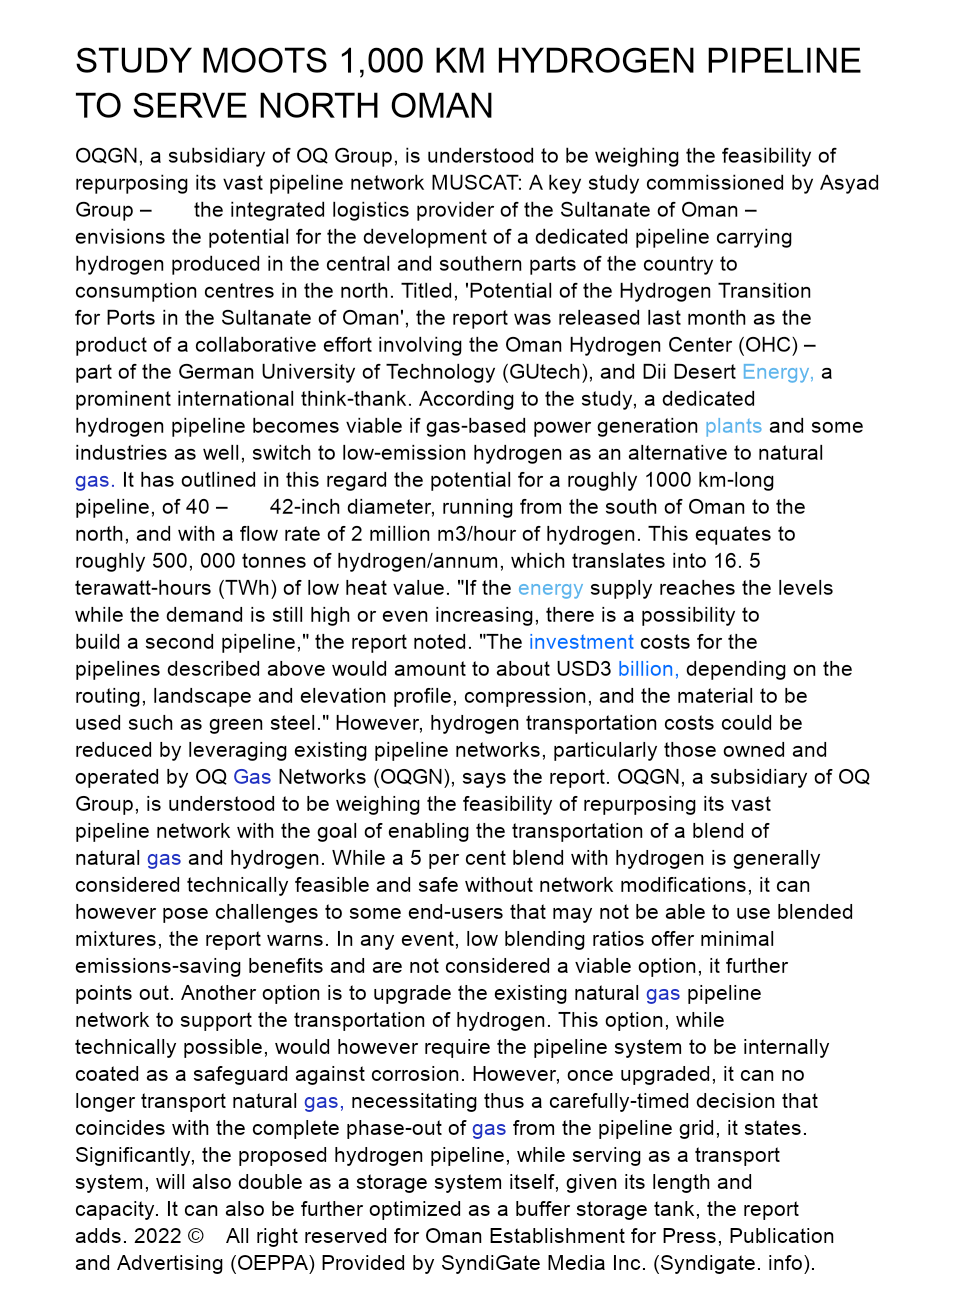 STUDY MOOTS 1,000 KM HYDROGEN PIPELINE
TO SERVE NORTH OMAN
OQGN, a subsidiary of OQ Group, is understood to be weighing the feasibility of
repurposing its vast pipeline network MUSCAT: A key study commissioned by Asyad
Group – the integrated logistics provider of the Sultanate of Oman –
envisions the potential for the development of a dedicated pipeline carrying
hydrogen produced in the central and southern parts of the country to
consumption centres in the north. Titled, 'Potential of the Hydrogen Transition
for Ports in the Sultanate of Oman', the report was released last month as the
product of a collaborative effort involving the Oman Hydrogen Center (OHC) –
part of the German University of Technology (GUtech), and Dii Desert Energy, a
prominent international think-thank. According to the study, a dedicated
hydrogen pipeline becomes viable if gas-based power generation plants and some
industries as well, switch to low-emission hydrogen as an alternative to natural
gas. It has outlined in this regard the potential for a roughly 1000 km-long
pipeline, of 40 – 42-inch diameter, running from the south of Oman to the
north, and with a flow rate of 2 million m3/hour of hydrogen. This equates to
roughly 500, 000 tonnes of hydrogen/annum, which translates into 16. 5
terawatt-hours (TWh) of low heat value. "If the energy supply reaches the levels
while the demand is still high or even increasing, there is a possibility to
build a second pipeline," the report noted. "The investment costs for the
pipelines described above would amount to about USD3 billion, depending on the
routing, landscape and elevation profile, compression, and the material to be
used such as green steel." However, hydrogen transportation costs could be
reduced by leveraging existing pipeline networks, particularly those owned and
operated by OQ Gas Networks (OQGN), says the report. OQGN, a subsidiary of OQ
Group, is understood to be weighing the feasibility of repurposing its vast
pipeline network with the goal of enabling the transportation of a blend of
natural gas and hydrogen. While a 5 per cent blend with hydrogen is generally
considered technically feasible and safe without network modifications, it can
however pose challenges to some end-users that may not be able to use blended
mixtures, the report warns. In any event, low blending ratios offer minimal
emissions-saving benefits and are not considered a viable option, it further
points out. Another option is to upgrade the existing natural gas pipeline
network to support the transportation of hydrogen. This option, while
technically possible, would however require the pipeline system to be internally
coated as a safeguard against corrosion. However, once upgraded, it can no
longer transport natural gas, necessitating thus a carefully-timed decision that
coincides with the complete phase-out of gas from the pipeline grid, it states.
Significantly, the proposed hydrogen pipeline, while serving as a transport
system, will also double as a storage system itself, given its length and
capacity. It can also be further optimized as a buffer storage tank, the report
adds. 2022 © All right reserved for Oman Establishment for Press, Publication
and Advertising (OEPPA) Provided by SyndiGate Media Inc. (Syndigate. info).